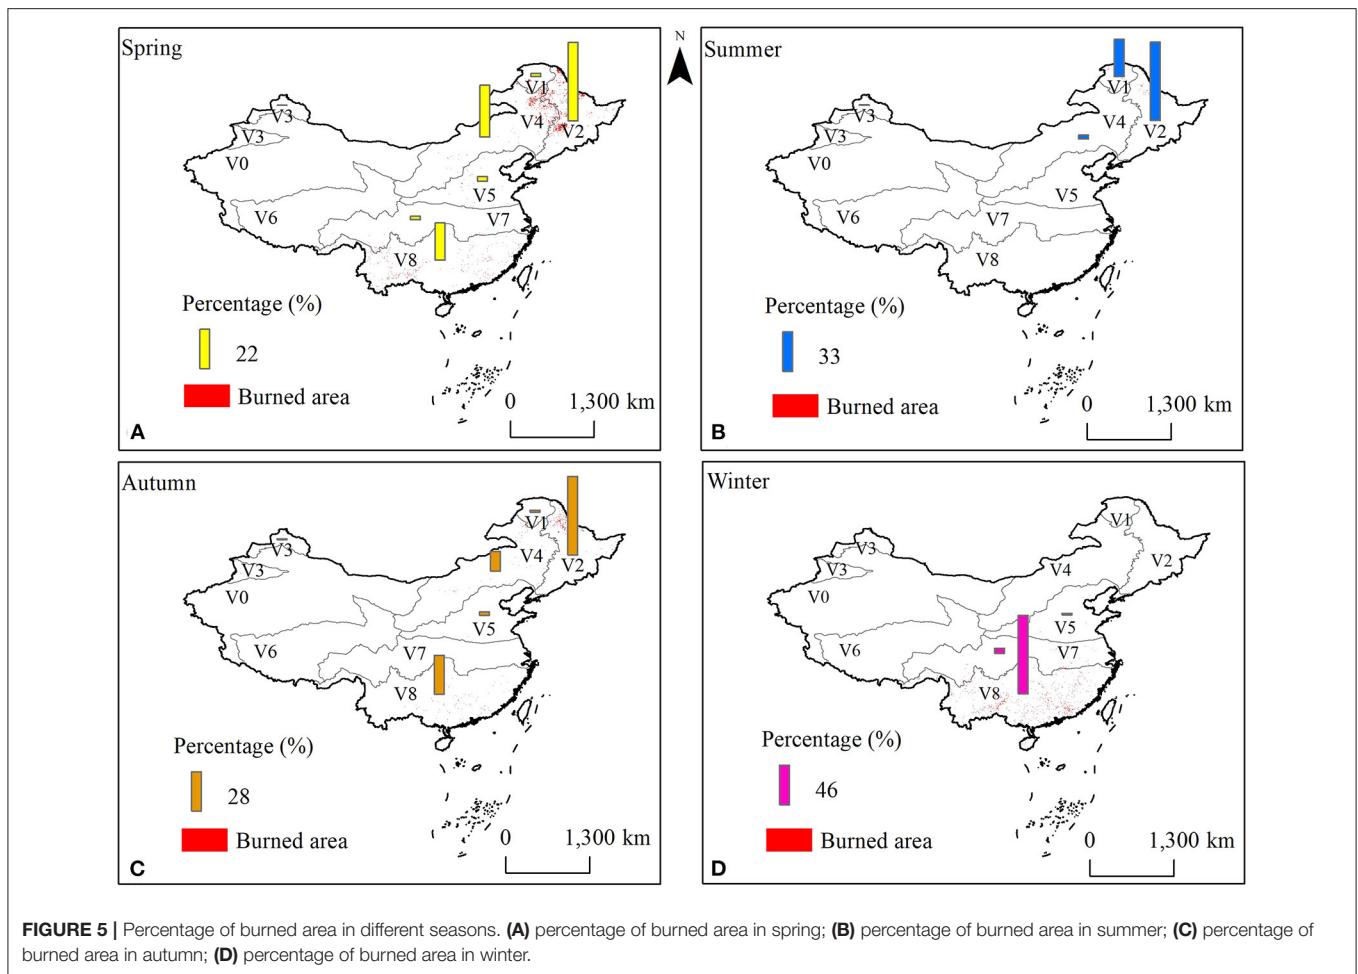 Spring
V1
V3
V4
V3
V2
V0
V5
V6
V7
V8
Percentage (%)
22
Burned area
0 1,300 km
A
N
Summer
V1
V3
V4
V3
V2
V0
V5
V6
V7
V8
Percentage (%)
33
Burned area
0 1,300 km
B
Autumn
V1
V3
V4
V3
V2
V0
V5
V6
V7
V8
Percentage (%)
28
Burned area
0 1,300 km
C
Winter
V1
V3
V2
V3
V4
V0
V5
V6
V7
V8
Percentage (%)
46
Burned area
0 1,300 km
D
FIGURE 5 | Percentage of burned area in different seasons. (A) percentage of burned area in spring; (B) percentage of burned area in summer; (C) percentage of
burned area in autumn; (D) percentage of burned area in winter.